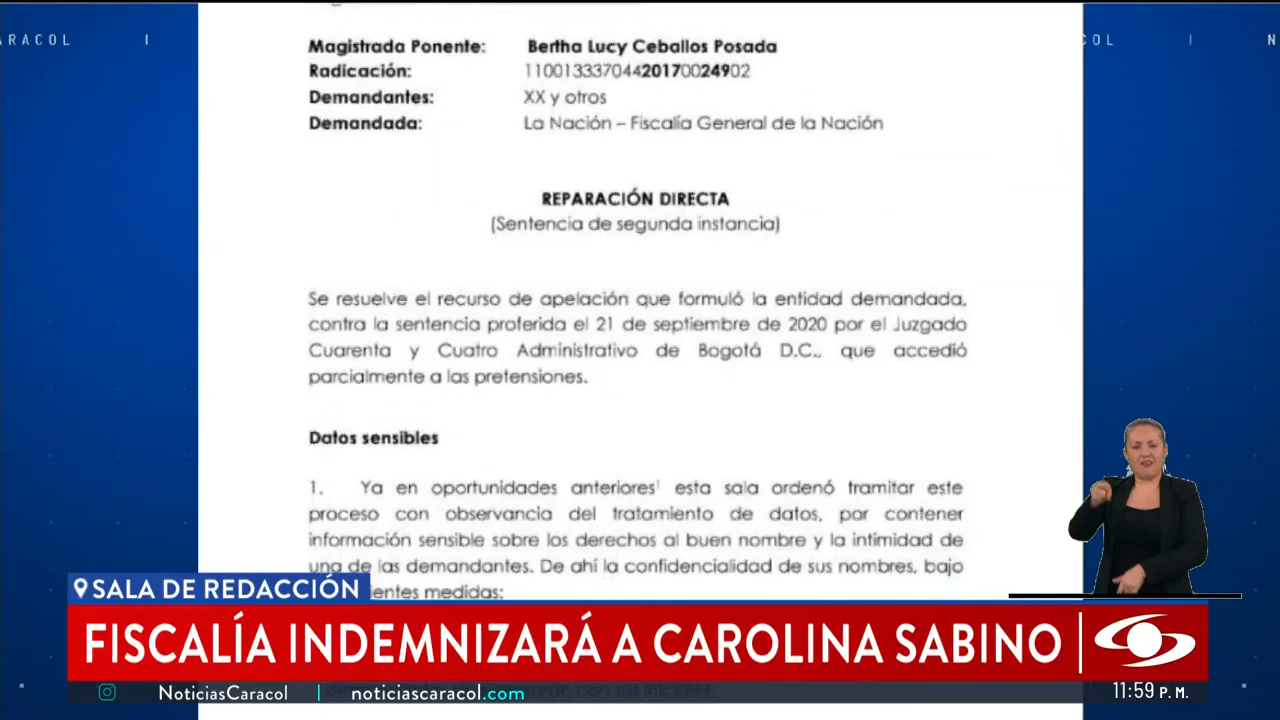 ARACOL
COL
N
Magistrada Ponente: Bertha Lucy Ceballos Posada
Radicación: 11001333704420170024902
Demandantes: XX y otros
Demandada: La Nación – Fiscalía General de la Nación
REPARACIÓN DIRECTA
(Sentencia de segunda instancia)
Se resuelve el recurso de apelación que formuló la entidad demandada,
contra la sentencia proferida el 21 de septiembre de 2020 por el Juzgado
Cuarenta y Cuatro Administrativo de Bogotá D.C., que accedió
parcialmente a las pretensiones.
Datos sensibles
1. Ya en oportunidades anteriores¹ esta sala ordenó tramitar este
proceso con observancia del tratamiento de datos, por contener
información sensible sobre los derechos al buen nombre y la intimidad de
una de las demandantes. De ahí la confidencialidad de sus nombres, bajo
ientes medidas:
SALA DE REDACCIÓN
FISCALÍA INDEMNIZARÁ A CAROLINA SABINO
NoticiasCaracol | noticiascaracol.com
11:59 P. M.